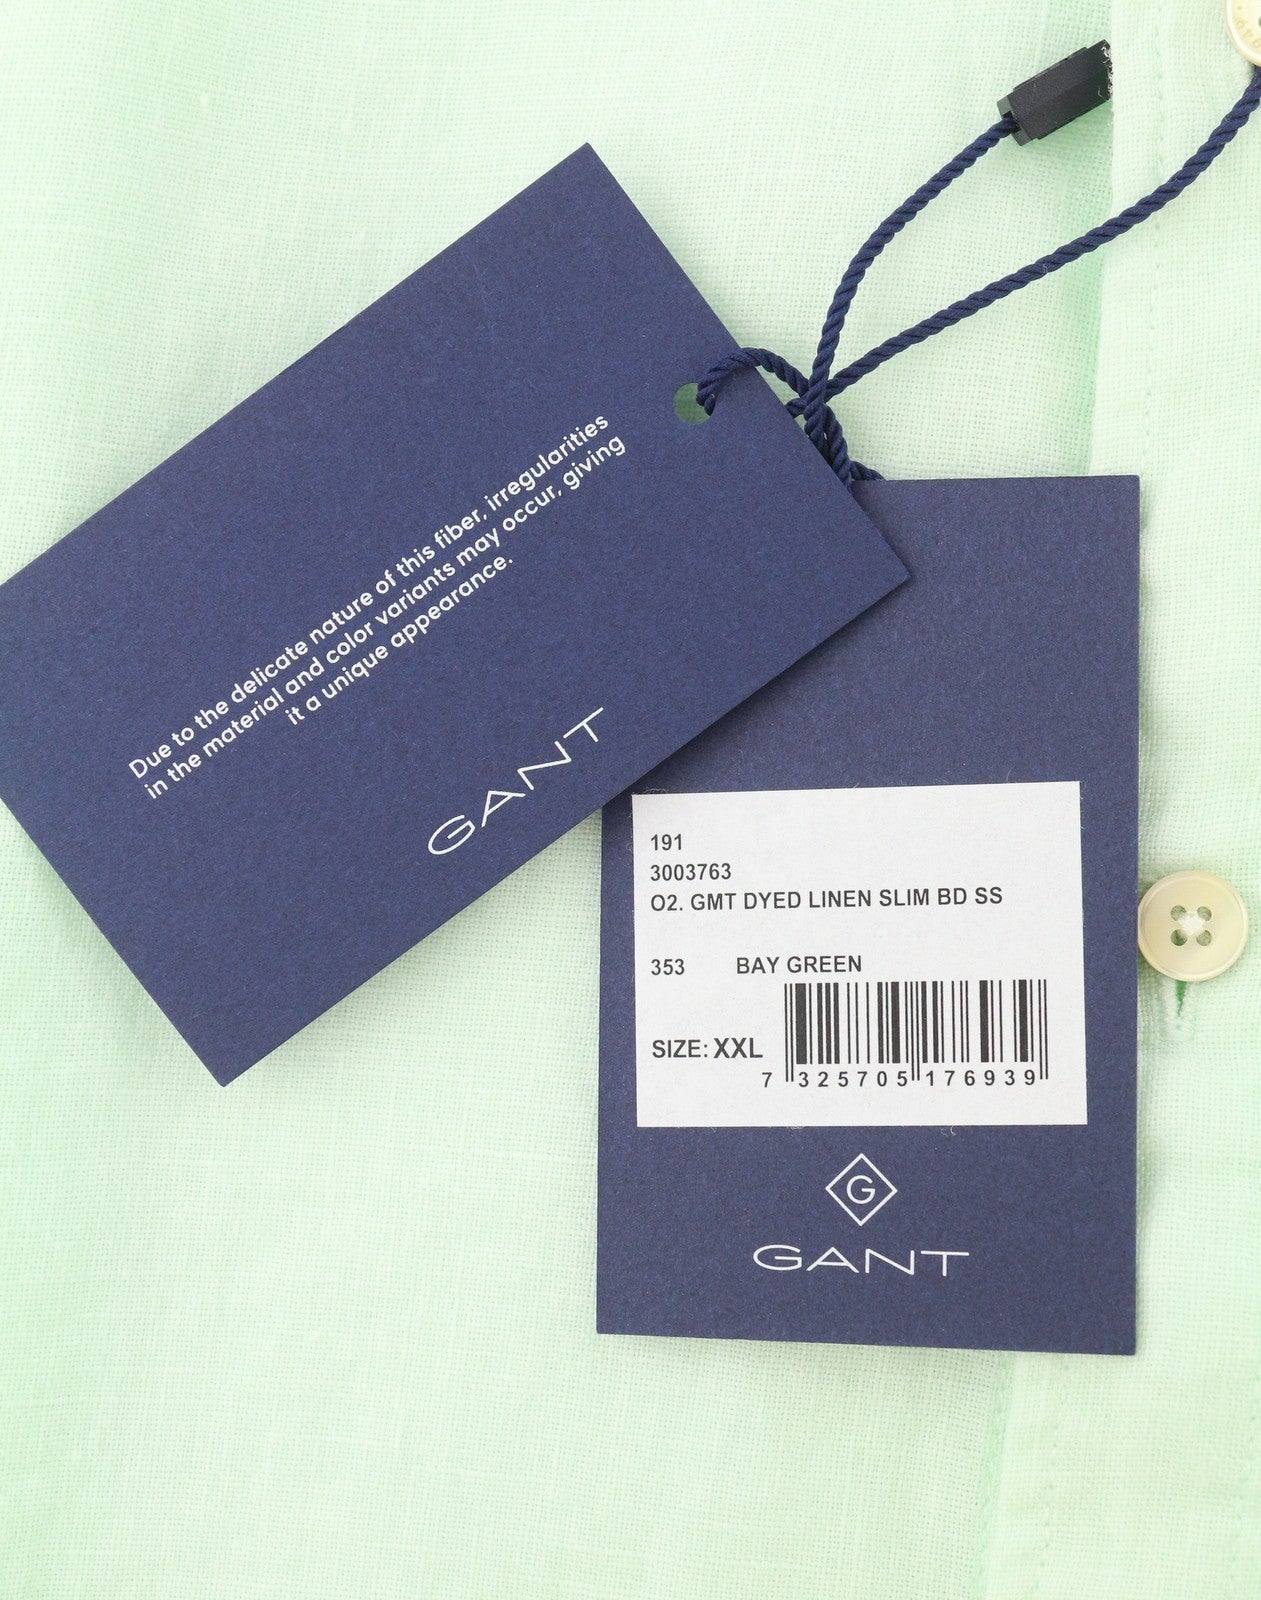 Due to the delicate nature of this fiber, irregularities
in the material and color variants may occur, giving
it a unique appearance.
GANT
191
3003763
O2. GMT DYED LINEN SLIM BD SS
353 BAY GREEN
SIZE: XXL
7 325705 176939
G
GANT